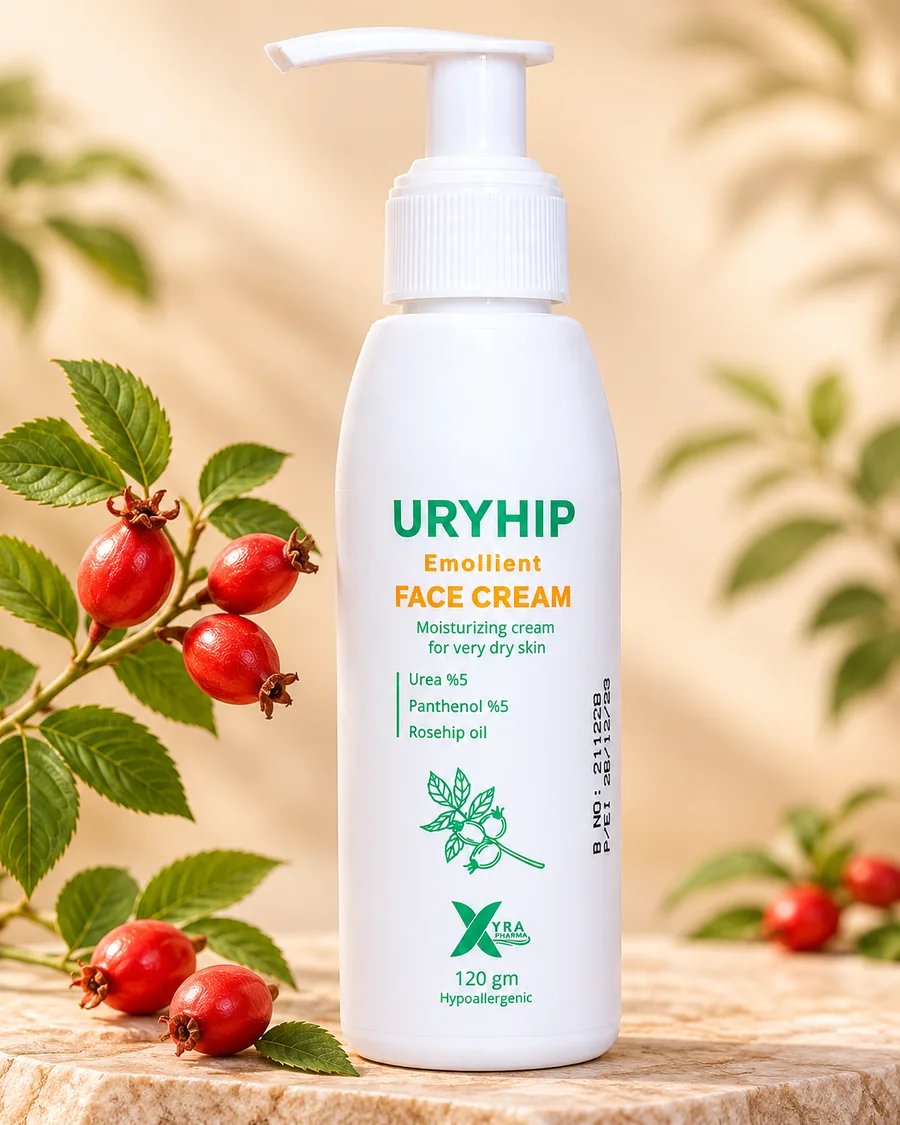 URYHIP
Emollient
FACE CREAM
Moisturizing cream
for very dry skin
Urea %5
Panthenol %5
Rosehip oil
XYRA
PHARMA
120 gm
Hypoallergenic
B NO: 211228
P/E: 28/12/23